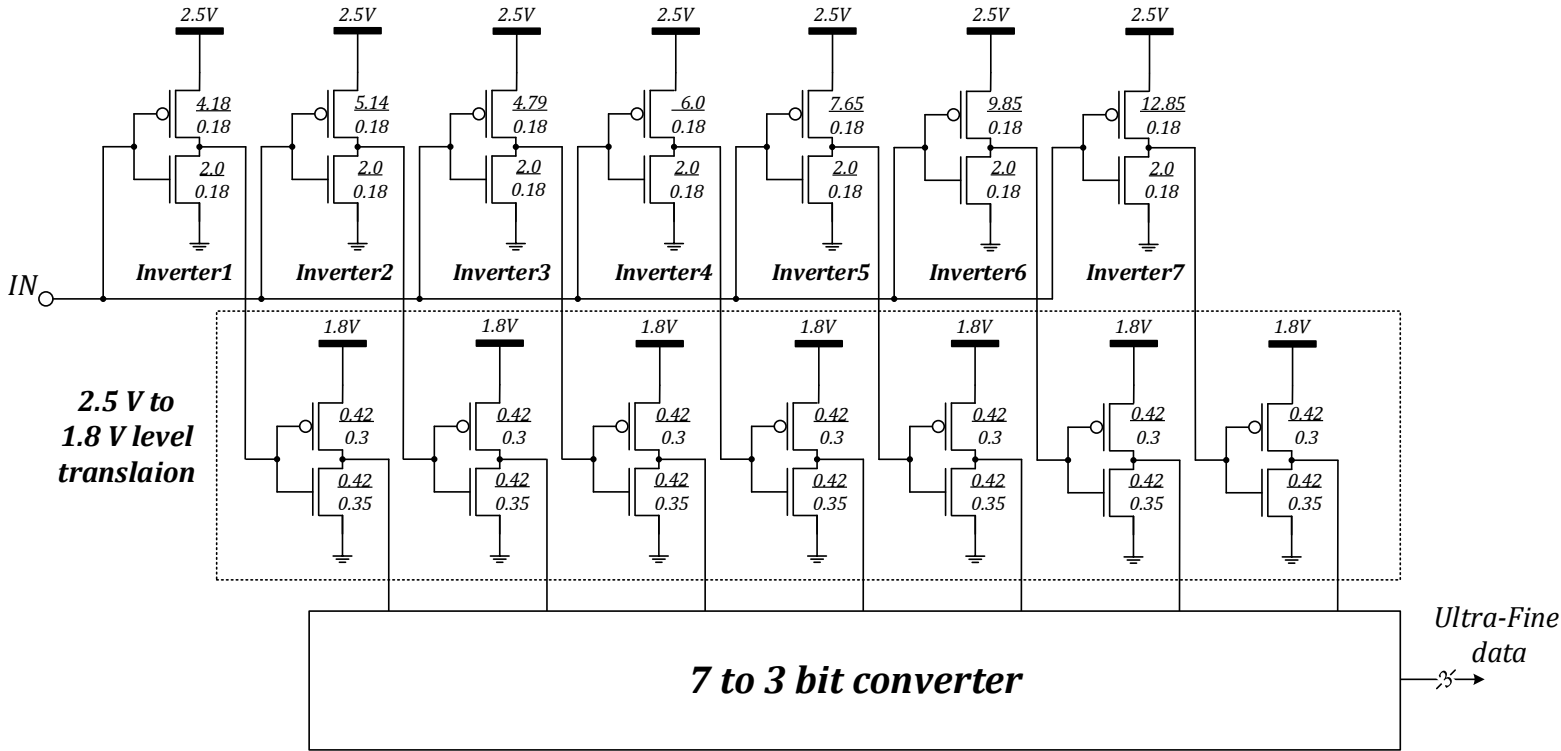 2.5V 2.5V 2.5V 2.5V 2.5V 2.5V 2.5V
4.18 5.14 4.79 6.0 7.65 9.85 12.85
0.18 0.18 0.18 0.18 0.18 0.18 0.18
2.0 2.0 2.0 2.0 2.0 2.0 2.0
0.18 0.18 0.18 0.18 0.18 0.18 0.18
Inverter1 Inverter2 Inverter3 Inverter4 Inverter5 Inverter6 Inverter7
IN
1.8V 1.8V 1.8V 1.8V 1.8V 1.8V 1.8V
2.5 V to
1.8 V level
translaion
0.42 0.42 0.42 0.42 0.42 0.42 0.42
0.3 0.3 0.3 0.3 0.3 0.3 0.3
0.42 0.42 0.42 0.42 0.42 0.42 0.42
0.35 0.35 0.35 0.35 0.35 0.35 0.35
7 to 3 bit converter
Ultra-Fine
data
3